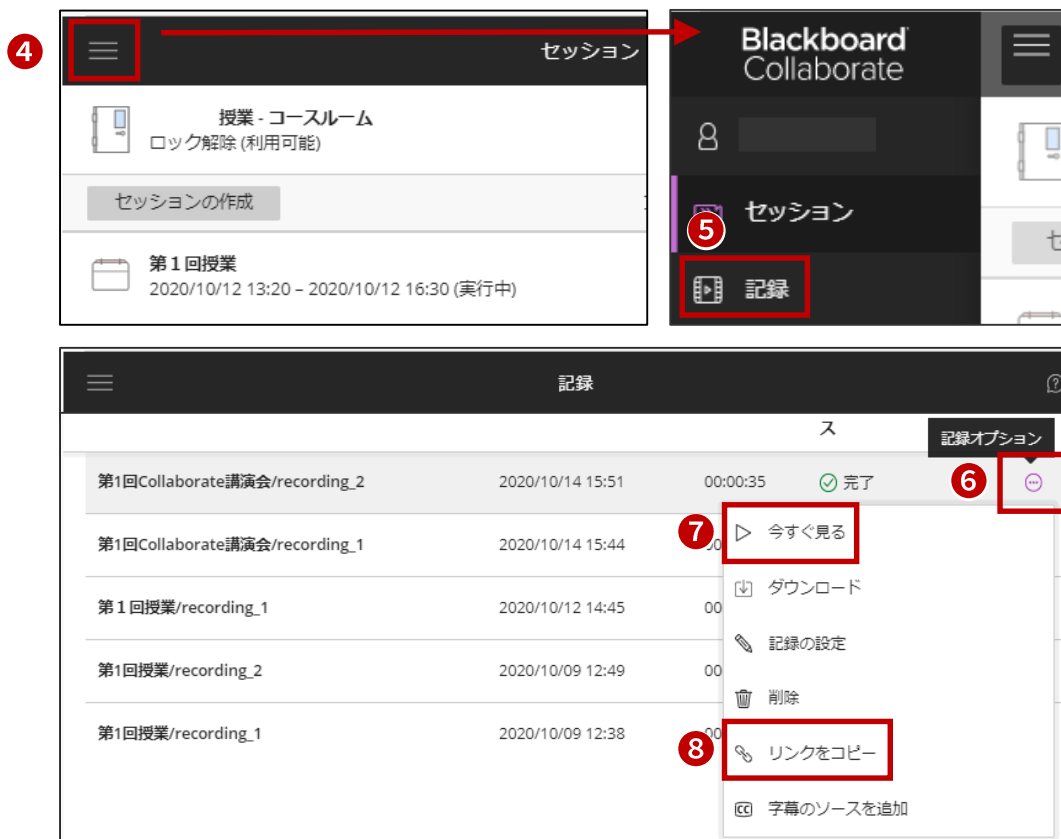 4
セッション
授業 - コースルーム
ロック解除 (利用可能)
セッションの作成
第１回授業
2020/10/12 13:20 – 2020/10/12 16:30 (実行中)
Blackboard
Collaborate
セッション
5
記録
セ
記録
ス
記録オプション
第1回Collaborate講演会/recording_2 2020/10/14 15:51 00:00:35 完了 6
第1回Collaborate講演会/recording_1 2020/10/14 15:44 00
7 今すぐ見る
ダウンロード
第１回授業/recording_1 2020/10/12 14:45 00
記録の設定
第1回授業/recording_2 2020/10/09 12:49 00
削除
第1回授業/recording_1 2020/10/09 12:38 00
8 リンクをコピー
CC 字幕のソースを追加